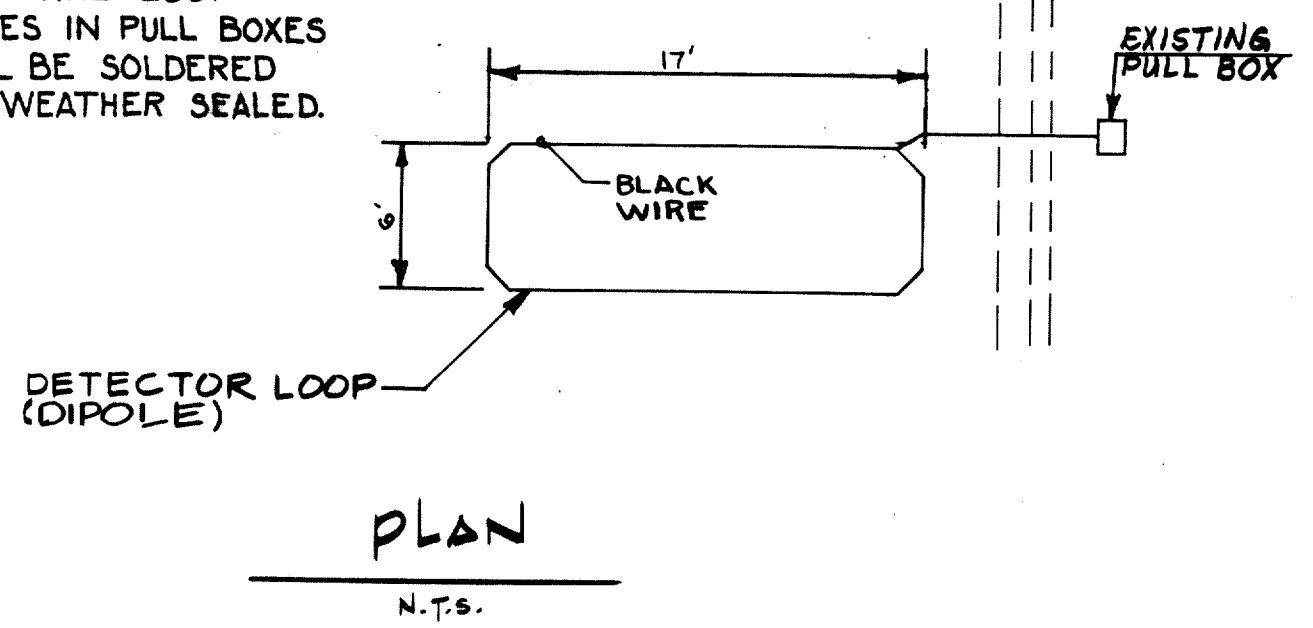 ES IN PULL BOXES
BE SOLDERED
WEATHER SEALED.
17'
EXISTING
PULL BOX
6'
BLACK
WIRE
DETECTOR LOOP
(DIPOLE)
PLAN
N.T.S.